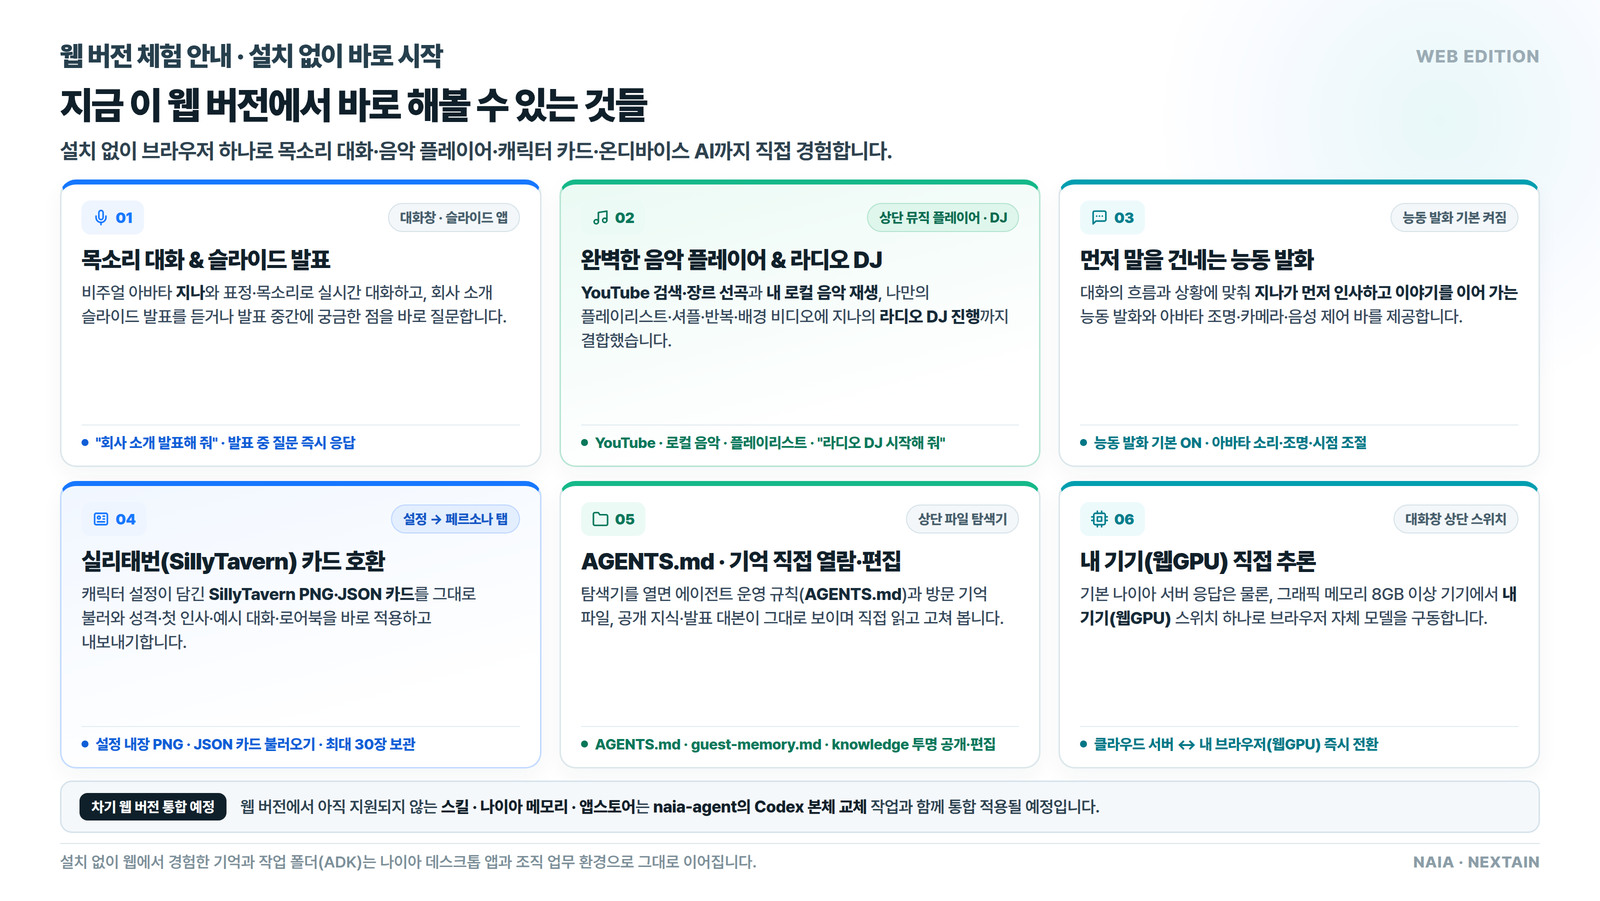 웹 버전 체험 안내 · 설치 없이 바로 시작
WEB EDITION
지금 이 웹 버전에서 바로 해볼 수 있는 것들
설치 없이 브라우저 하나로 목소리 대화·음악 플레이어·캐릭터 카드·온디바이스 AI까지 직접 경험합니다.
01
대화창 · 슬라이드 앱
목소리 대화 & 슬라이드 발표
비주얼 아바타 지나와 표정·목소리로 실시간 대화하고, 회사 소개
슬라이드 발표를 듣거나 발표 중간에 궁금한 점을 바로 질문합니다.
"회사 소개 발표해 줘" · 발표 중 질문 즉시 응답
02
상단 뮤직 플레이어 · DJ
완벽한 음악 플레이어 & 라디오 DJ
YouTube 검색·장르 선곡과 내 로컬 음악 재생, 나만의
플레이리스트·셔플·반복·배경 비디오에 지나의 라디오 DJ 진행까지
결합했습니다.
YouTube · 로컬 음악 · 플레이리스트 · "라디오 DJ 시작해 줘"
03
능동 발화 기본 켜짐
먼저 말을 건네는 능동 발화
대화의 흐름과 상황에 맞춰 지나가 먼저 인사하고 이야기를 이어 가는
능동 발화와 아바타 조명·카메라·음성 제어 바를 제공합니다.
능동 발화 기본 ON · 아바타 소리·조명·시점 조절
04
설정 → 페르소나 탭
실리태번(SillyTavern) 카드 호환
캐릭터 설정이 담긴 SillyTavern PNG·JSON 카드를 그대로
불러와 성격·첫 인사·예시 대화·로어북을 바로 적용하고
내보내기합니다.
설정 내장 PNG · JSON 카드 불러오기 · 최대 30장 보관
05
상단 파일 탐색기
AGENTS.md · 기억 직접 열람·편집
탐색기를 열면 에이전트 운영 규칙(AGENTS.md)과 방문 기억
파일, 공개 지식·발표 대본이 그대로 보이며 직접 읽고 고쳐 봅니다.
AGENTS.md · guest-memory.md · knowledge 투명 공개·편집
06
대화창 상단 스위치
내 기기(웹GPU) 직접 추론
기본 나이아 서버 응답은 물론, 그래픽 메모리 8GB 이상 기기에서 내
기기(웹GPU) 스위치 하나로 브라우저 자체 모델을 구동합니다.
클라우드 서버 ↔ 내 브라우저(웹GPU) 즉시 전환
차기 웹 버전 통합 예정
웹 버전에서 아직 지원되지 않는 스킬 · 나이아 메모리 · 앱스토어는 naia-agent의 Codex 본체 교체 작업과 함께 통합 적용될 예정입니다.
설치 없이 웹에서 경험한 기억과 작업 폴더(ADK)는 나이아 데스크톱 앱과 조직 업무 환경으로 그대로 이어집니다.
NAIA · NEXTAIN